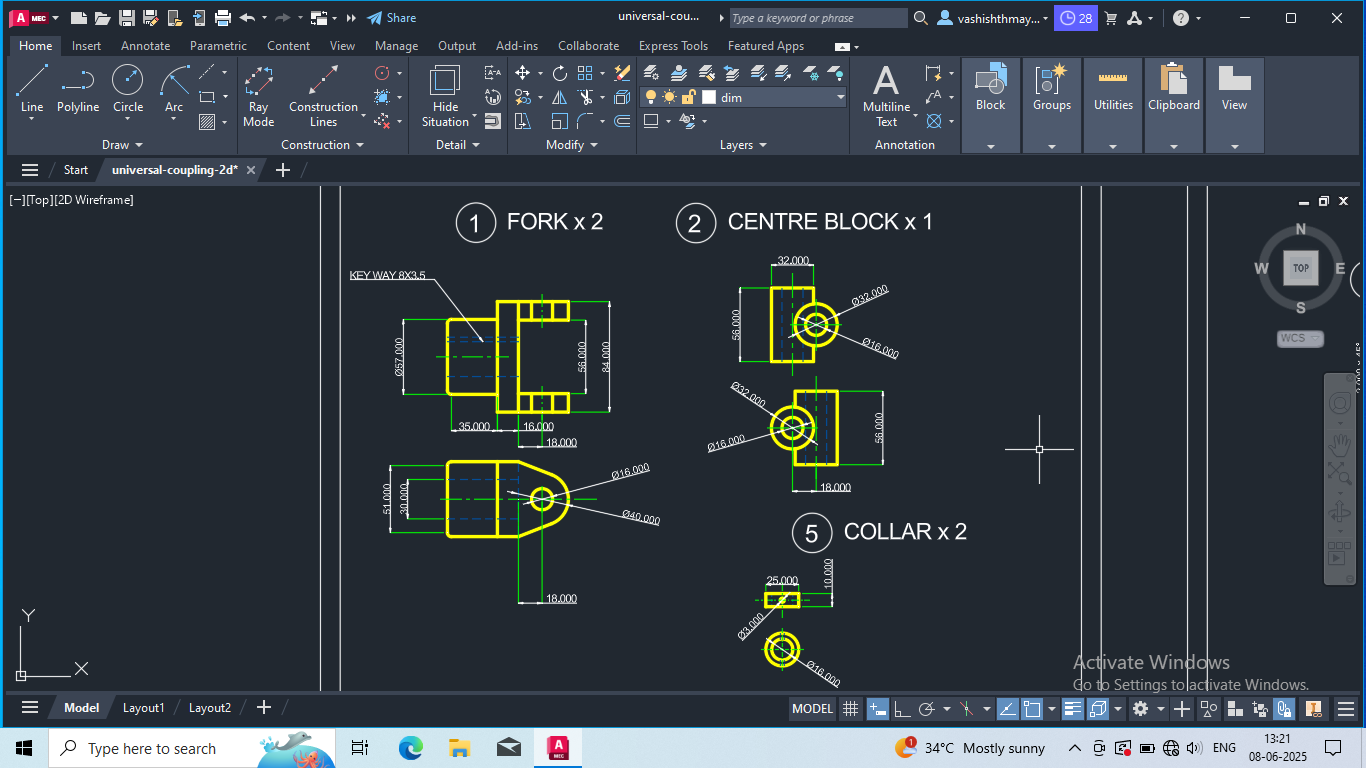 A MEC Share universal-cou... Type a keyword or phrase vashishthmay... 28
Home Insert Annotate Parametric Content View Manage Output Add-ins Collaborate Express Tools Featured Apps
Line Polyline Circle Arc Ray Mode Construction Lines Hide Situation dim Multiline Text Block Groups Utilities Clipboard View
Draw Construction Detail Modify Layers Annotation
Start universal-coupling-2d*
[−][Top][2D Wireframe]
1 FORK x 2
2 CENTRE BLOCK x 1
N
W TOP E
S
WCS
KEY WAY 8X3.5
Ø57.000
56.000
84.000
35.000
16.000
18.000
51.000
30.000
Ø16.000
Ø40.000
18.000
32.000
56.000
Ø32.000
Ø16.000
Ø32.000
Ø16.000
56.000
18.000
5 COLLAR x 2
25.000
10.000
Ø3.000
Ø16.000
Y
X
Activate Windows
Go to Settings to activate Windows.
Model Layout1 Layout2 MODEL
Type here to search A MEC 1 34°C Mostly sunny ENG 13:21
08-06-2025